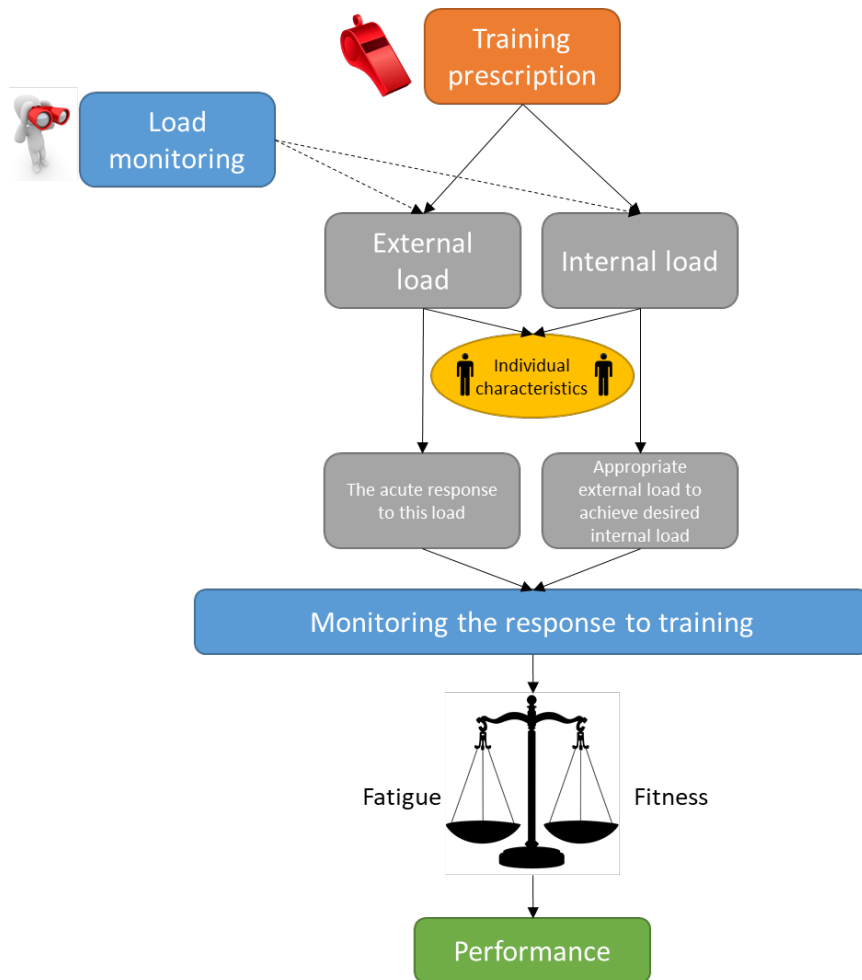 Training
prescription
Load
monitoring
External
load
Internal load
Individual
characteristics
The acute response
to this load
Appropriate
external load to
achieve desired
internal load
Monitoring the response to training
Fatigue
Fitness
Performance